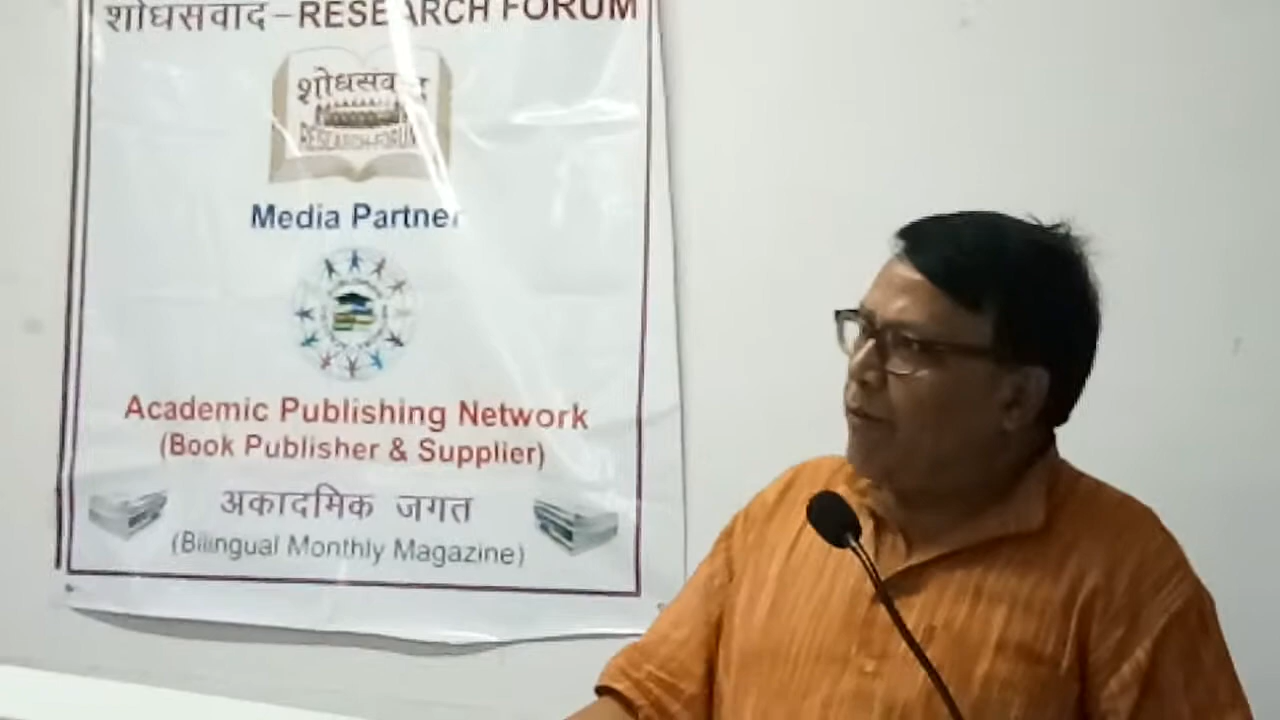 शोधसंवाद–RESEARCH FORUM
शोधसंवाद
RESEARCH-FORUM
Media Partner
Academic Publishing Network
(Book Publisher & Supplier)
अकादमिक जगत
(Bilingual Monthly Magazine)